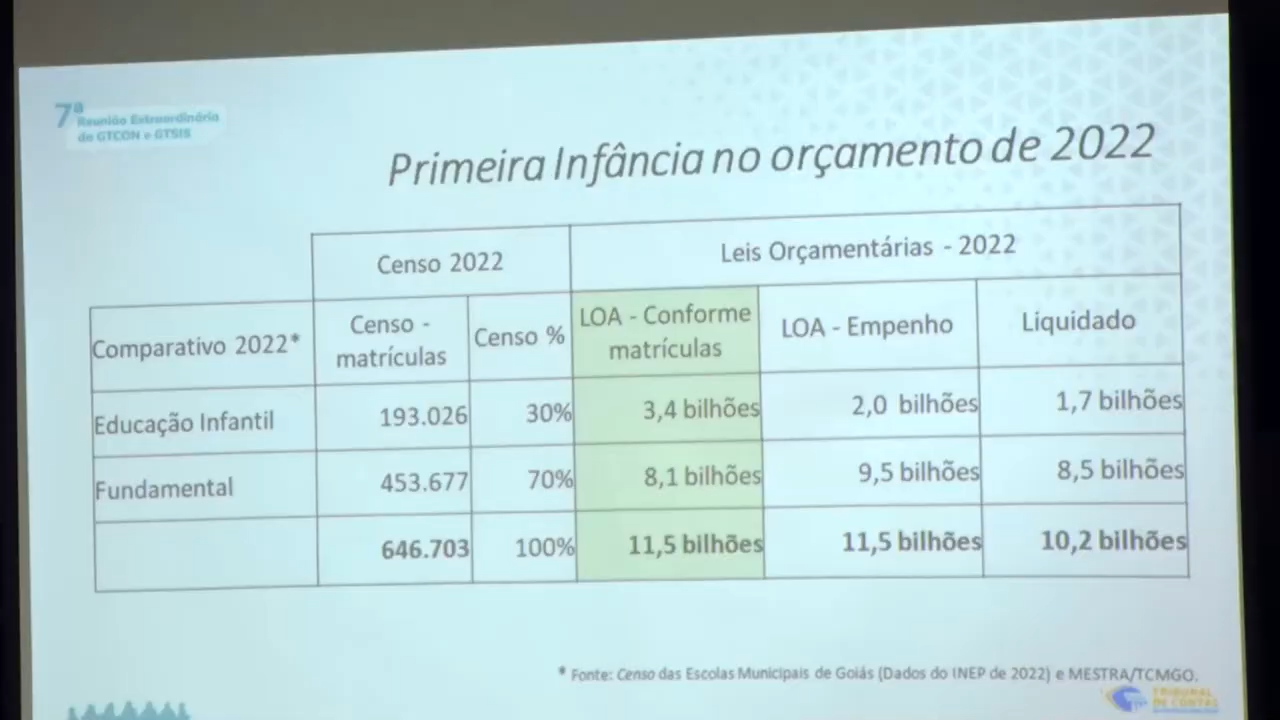 7ª Reunião Extraordinária
de GTCON e GTSIS
Primeira Infância no orçamento de 2022
Censo 2022
Leis Orçamentárias - 2022
Comparativo 2022*
Censo -
matrículas
Censo %
LOA - Conforme
matrículas
LOA - Empenho
Liquidado
Educação Infantil 193.026 30% 3,4 bilhões 2,0 bilhões 1,7 bilhões
Fundamental 453.677 70% 8,1 bilhões 9,5 bilhões 8,5 bilhões
646.703 100% 11,5 bilhões 11,5 bilhões 10,2 bilhões
* Fonte: Censo das Escolas Municipais de Goiás (Dados do INEP de 2022) e MESTRA/TCMGO.
TRIBUNAL
DE CONTAS